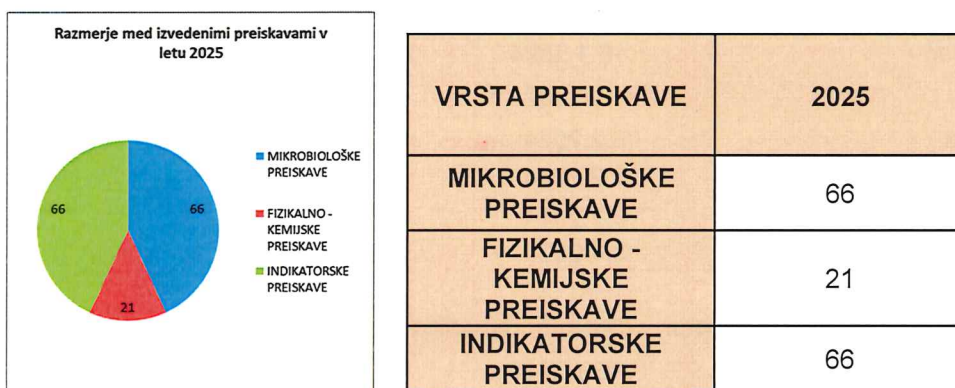 Razmerje med izvedenimi preiskavami v
letu 2025
66
66
21
MIKROBIOLOŠKE
PREISKAVE
FIZIKALNO -
KEMIJSKE
PREISKAVE
INDIKATORSKE
PREISKAVE
VRSTA PREISKAVE 2025
MIKROBIOLOŠKE
PREISKAVE 66
FIZIKALNO -
KEMIJSKE
PREISKAVE 21
INDIKATORSKE
PREISKAVE 66